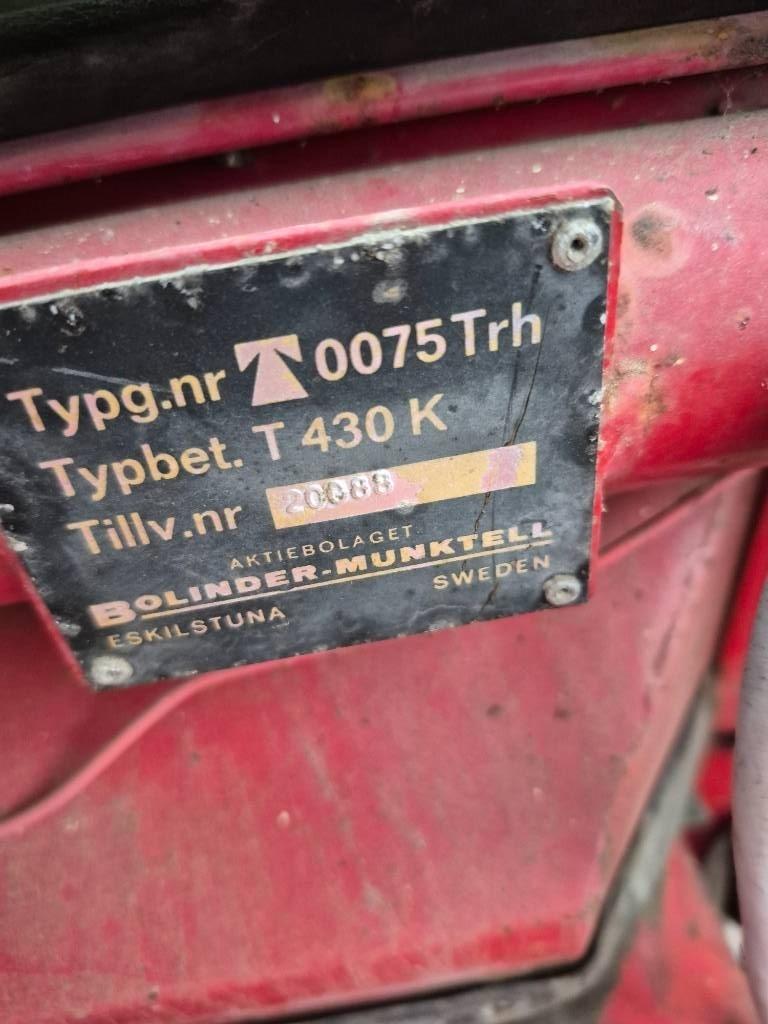 Typg.nr 0075 Trh
Typbet. T 430 K
Tillv.nr 20088
AKTIEBOLAGET
BOLINDER-MUNKTELL
ESKILSTUNA SWEDEN